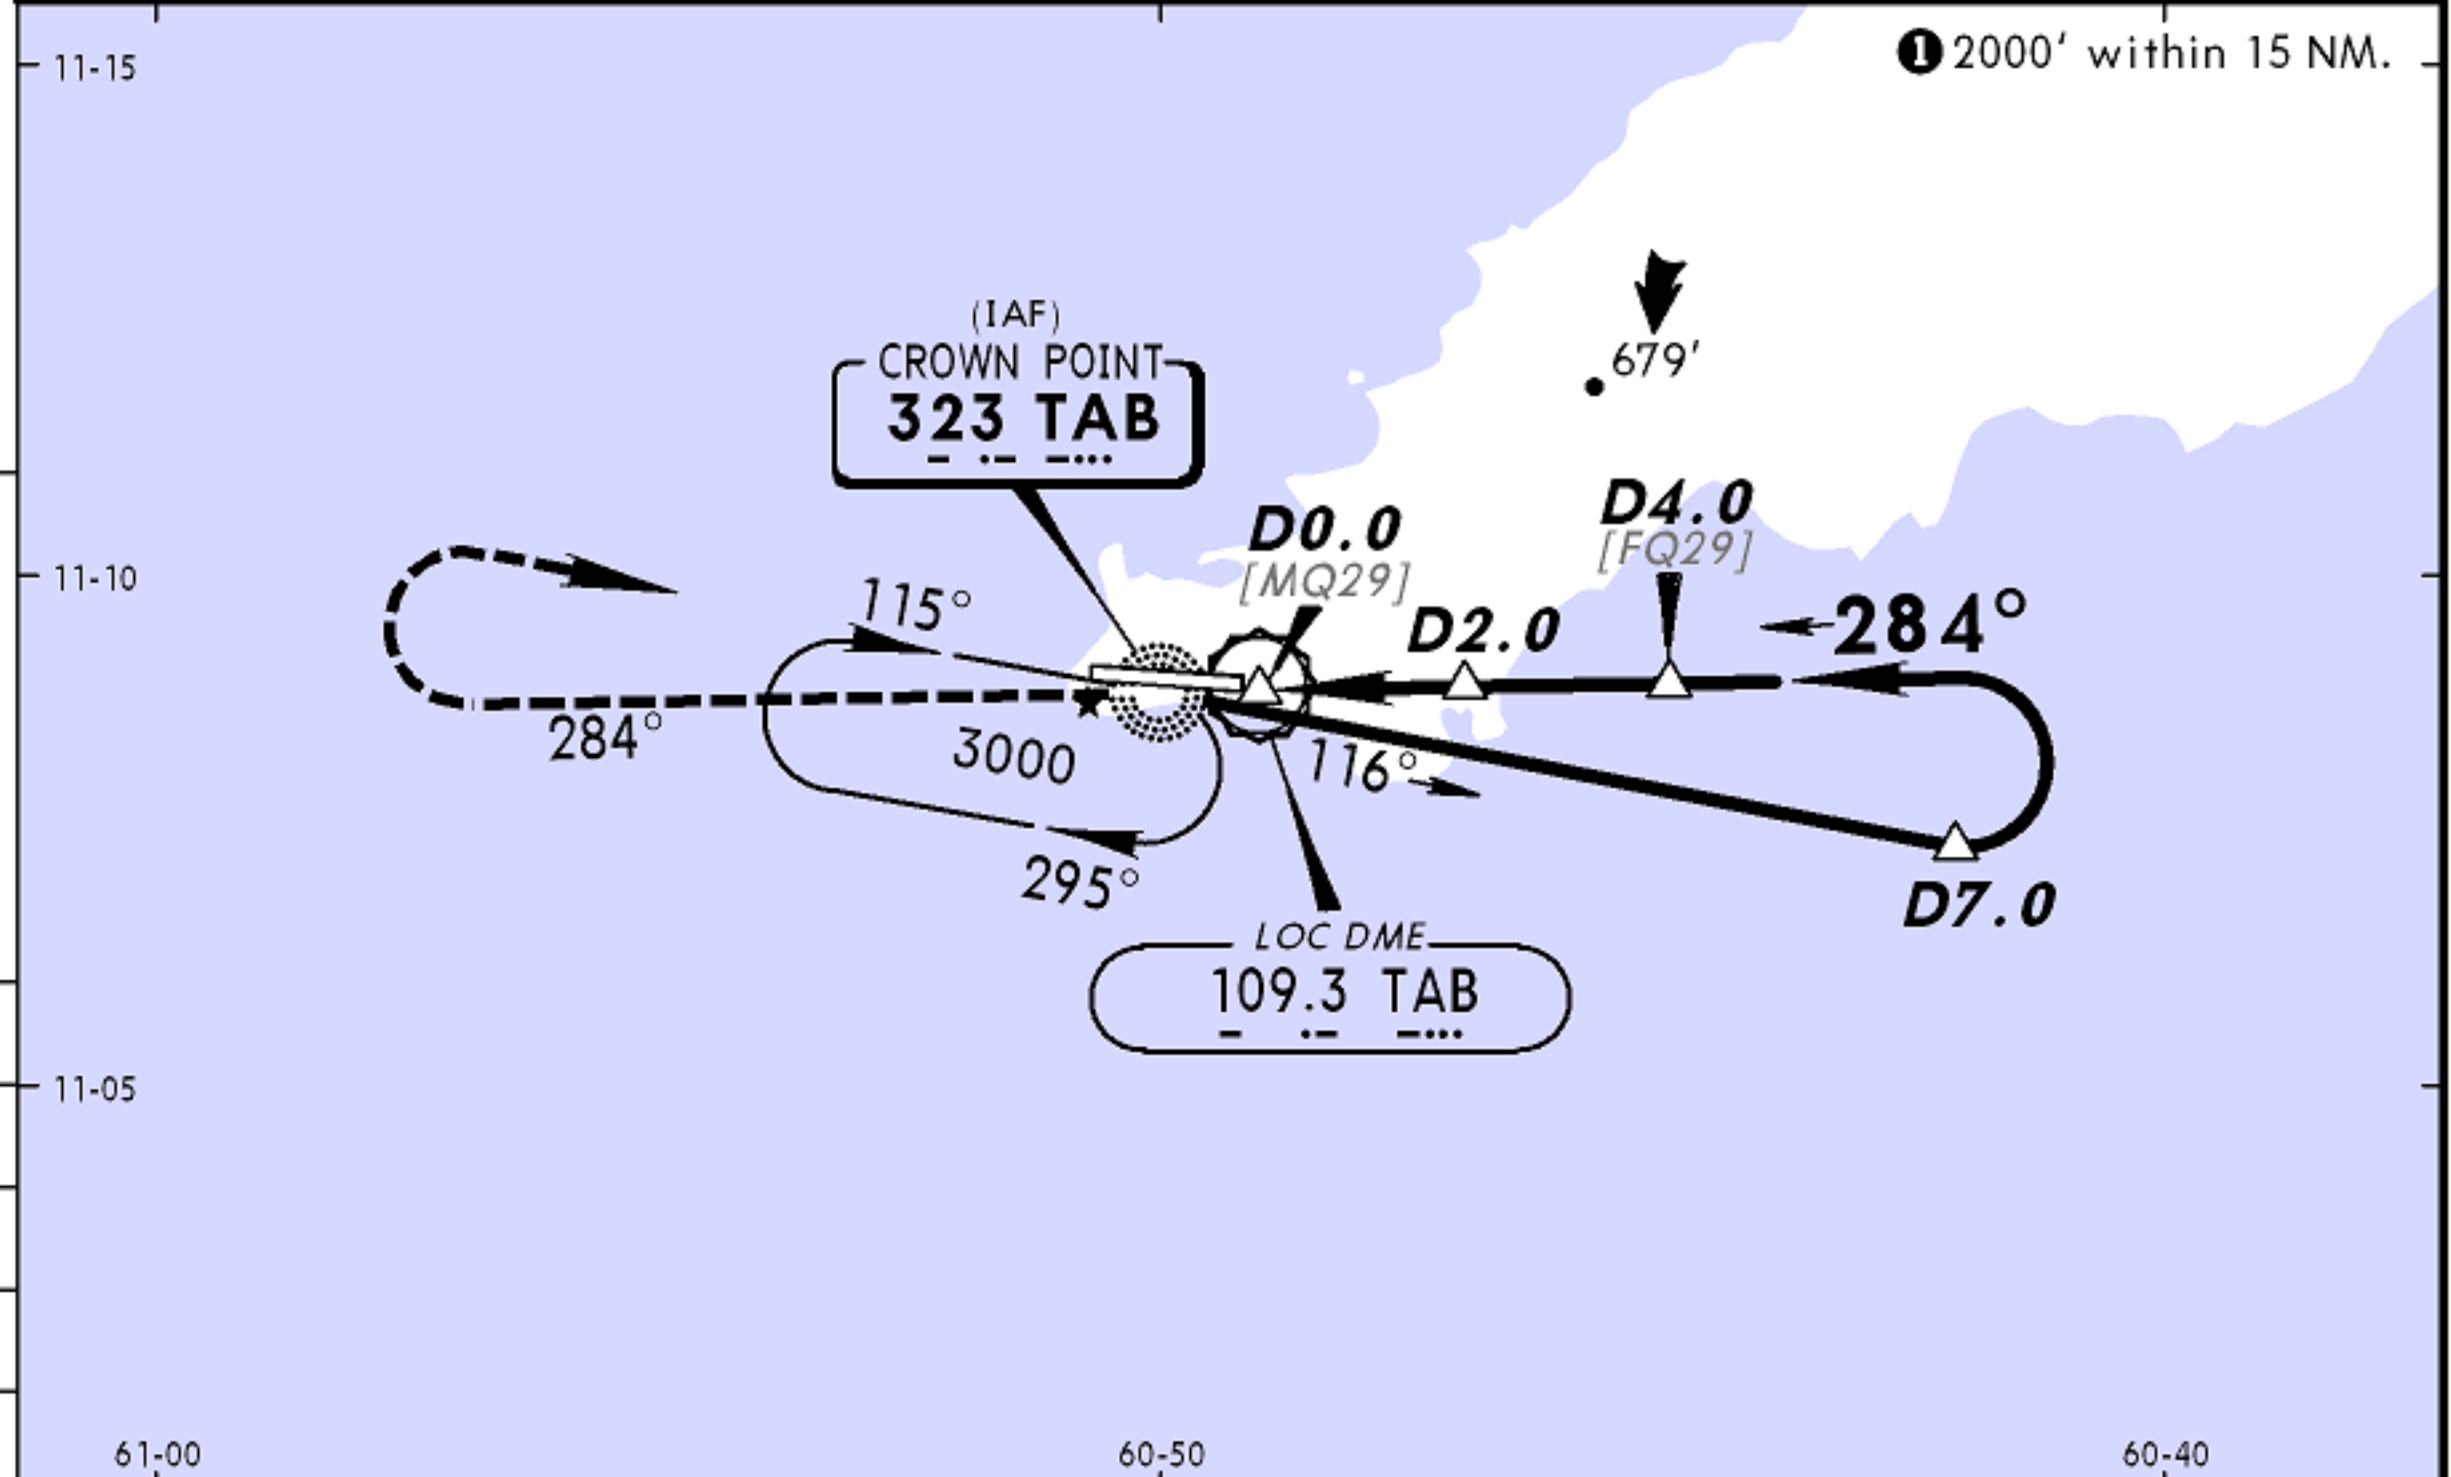 11-15
❶ 2000' within 15 NM.
(IAF)
CROWN POINT
323 TAB
679'
D4.0
[FQ29]
D0.0
[MQ29]
11-10
115°
D2.0
284°
284°
3000
116°
295°
D7.0
LOC DME
109.3 TAB
11-05
61-00
60-50
60-40